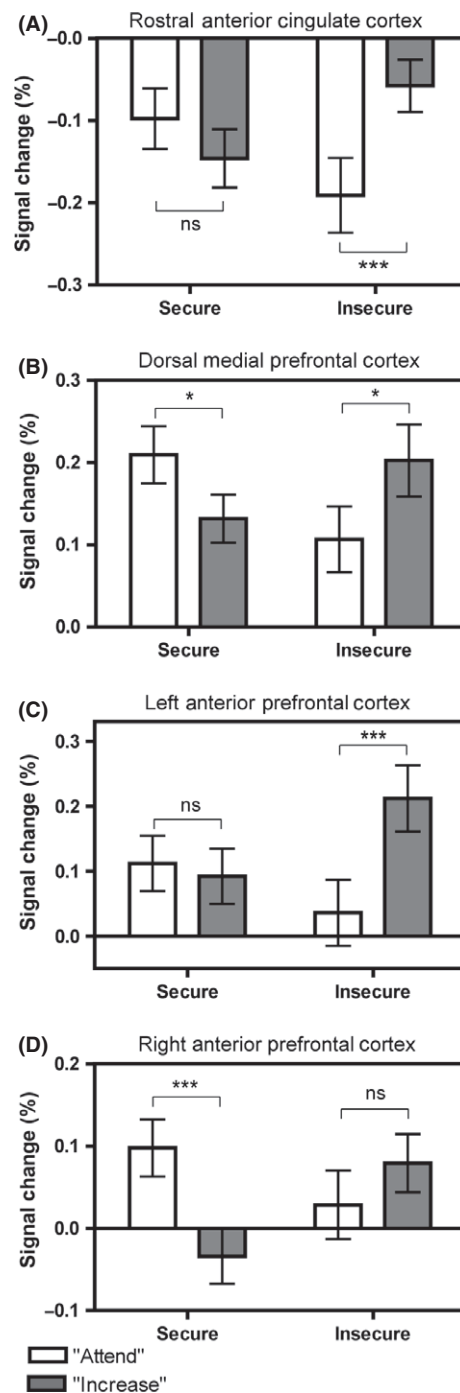 (A) Rostral anterior cingulate cortex
Signal change (%)
–0.0
–0.1
–0.2
–0.3
ns
***
Secure Insecure
(B) Dorsal medial prefrontal cortex
Signal change (%)
0.3
0.2
0.1
0.0
* *
Secure Insecure
(C) Left anterior prefrontal cortex
Signal change (%)
0.3
0.2
0.1
0.0
ns
***
Secure Insecure
(D) Right anterior prefrontal cortex
Signal change (%)
0.2
0.1
0.0
–0.1
***
ns
Secure Insecure
"Attend"
"Increase"